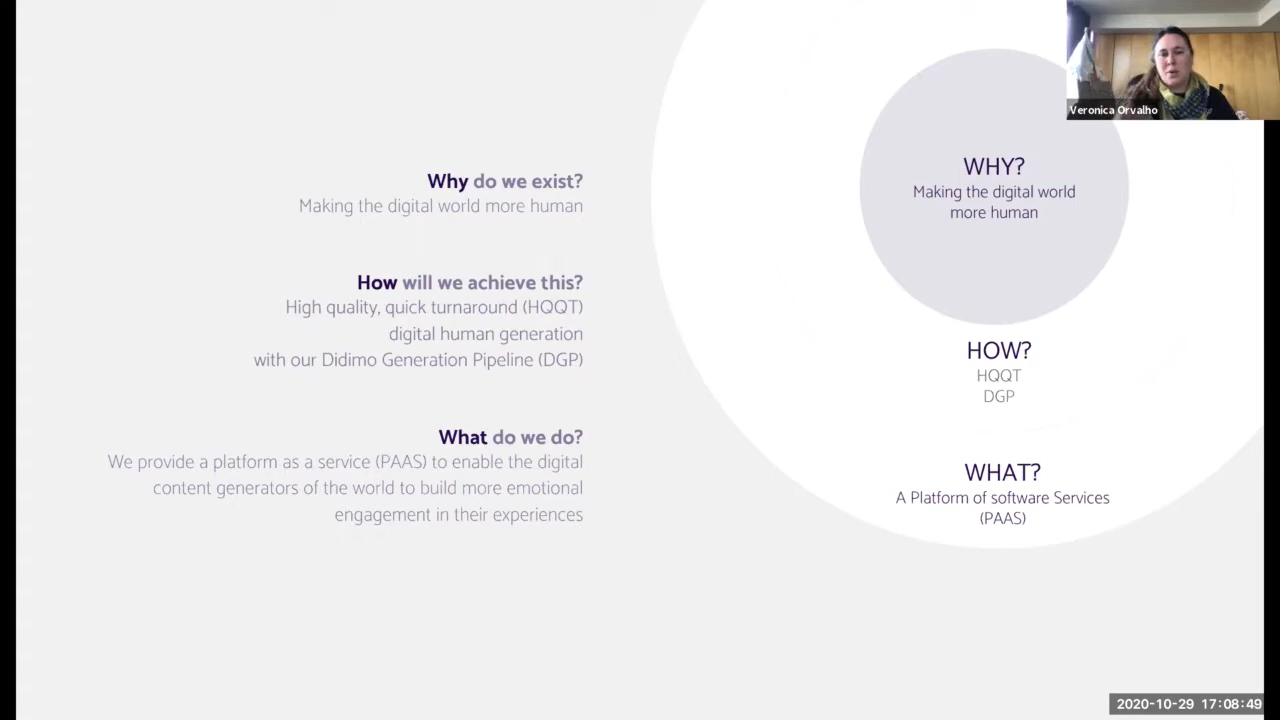 Veronica Orvalho
Why do we exist?
Making the digital world more human
How will we achieve this?
High quality, quick turnaround (HQQT)
digital human generation
with our Didimo Generation Pipeline (DGP)
What do we do?
We provide a platform as a service (PAAS) to enable the digital
content generators of the world to build more emotional
engagement in their experiences
WHY?
Making the digital world
more human
HOW?
HQQT
DGP
WHAT?
A Platform of software Services
(PAAS)
2020-10-29 17:08:49